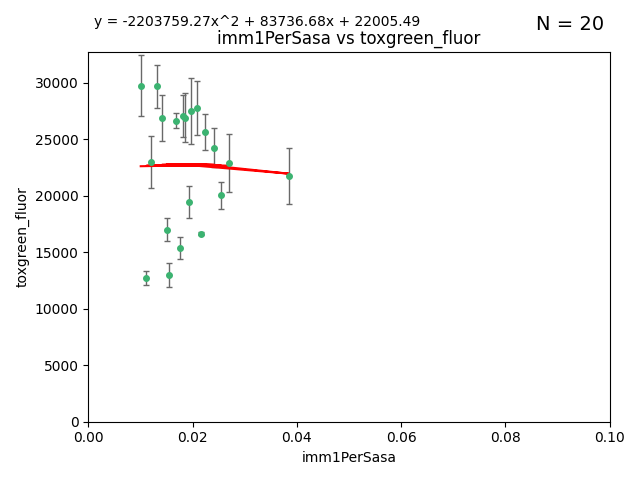 y = -2203759.27x^2 + 83736.68x + 22005.49
N = 20
imm1PerSasa vs toxgreen_fluor
30000
25000
20000
15000
10000
5000
0
toxgreen_fluor
0.00 0.02 0.04 0.06 0.08 0.10
imm1PerSasa